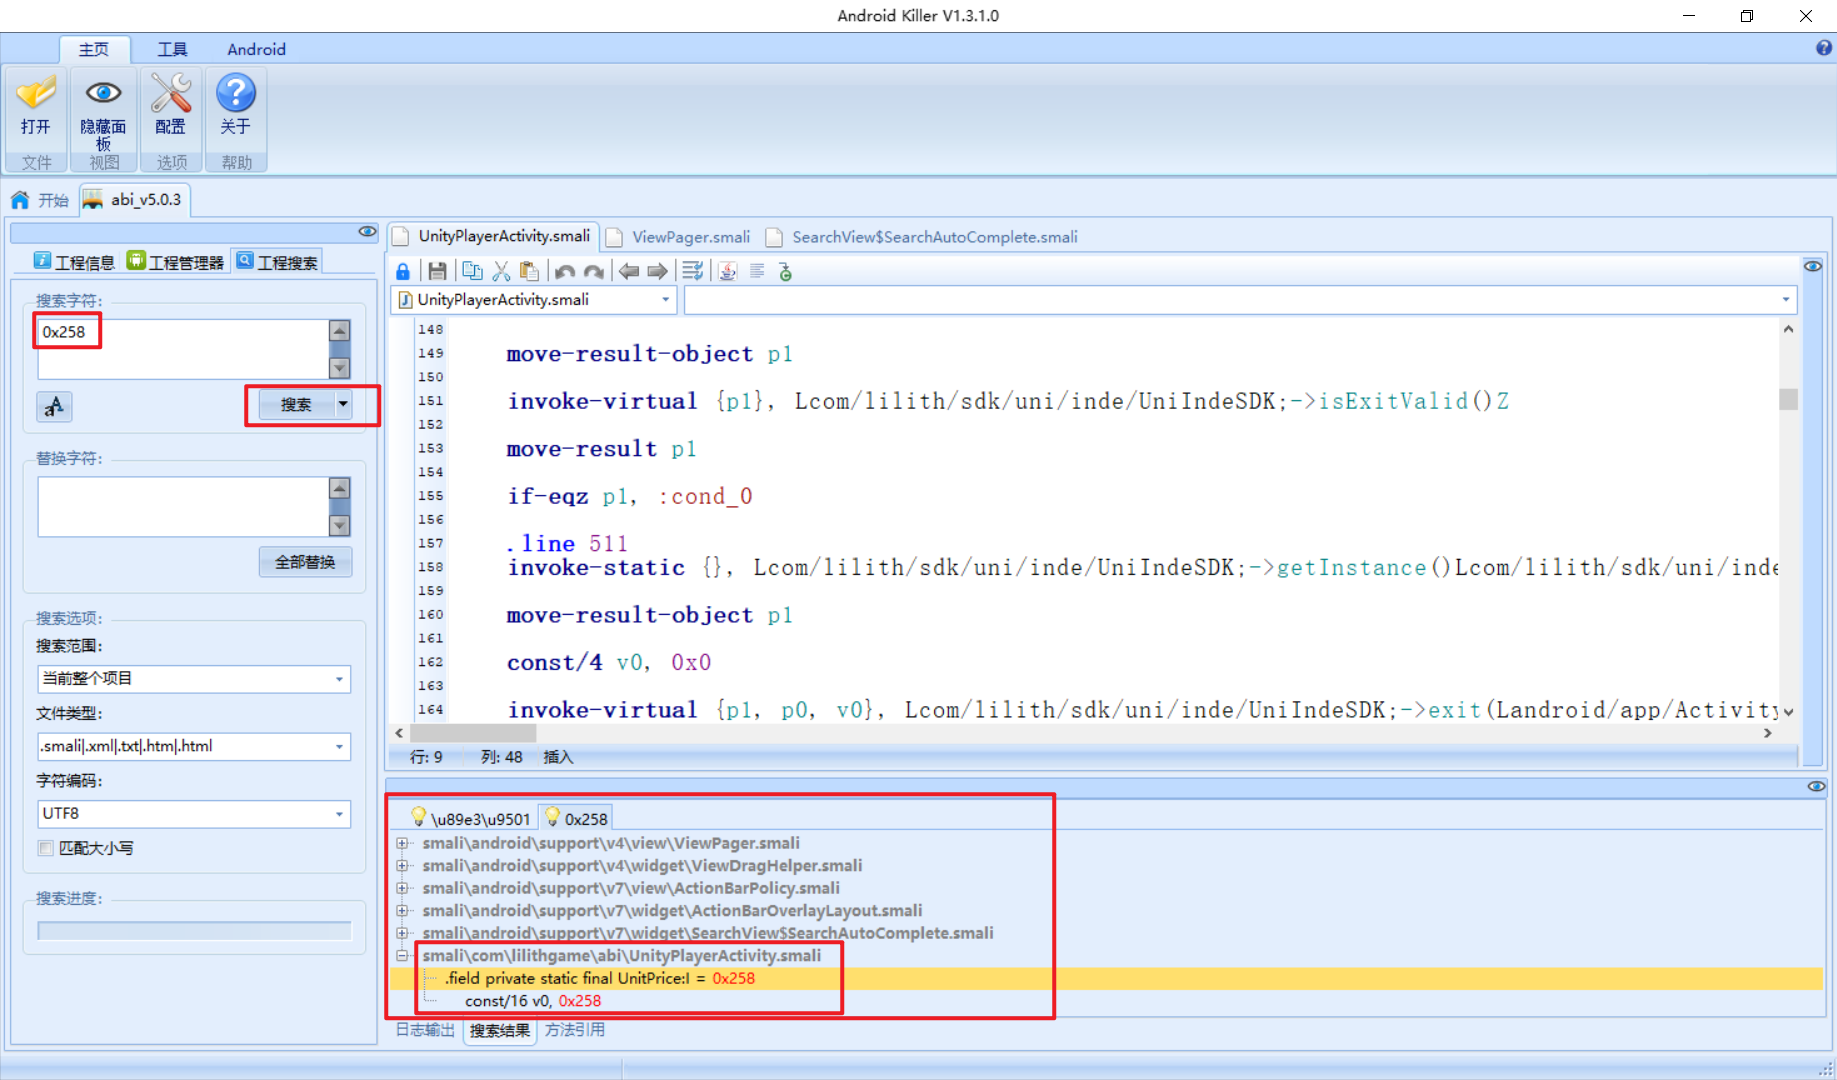 Android Killer V1.3.1.0
主页 工具 Android
打开
隐藏面板
配置
关于
文件 视图 选项 帮助
开始 abi_v5.0.3
工程信息 工程管理器 工程搜索
搜索字符:
0x258
搜索
替换字符:
全部替换
搜索选项:
搜索范围:
当前整个项目
文件类型:
.smali|.xml|.txt|.htm|.html
字符编码:
UTF8
匹配大小写
搜索进度:
UnityPlayerActivity.smali ViewPager.smali SearchView$SearchAutoComplete.smali
UnityPlayerActivity.smali
148
149 move-result-object p1
150
151 invoke-virtual {p1}, Lcom/lilith/sdk/uni/inde/UniIndeSDK;->isExitValid()Z
152
153 move-result p1
154
155 if-eqz p1, :cond_0
156
157 .line 511
158 invoke-static {}, Lcom/lilith/sdk/uni/inde/UniIndeSDK;->getInstance()Lcom/lilith/sdk/uni/inde
159
160 move-result-object p1
161
162 const/4 v0, 0x0
163
164 invoke-virtual {p1, p0, v0}, Lcom/lilith/sdk/uni/inde/UniIndeSDK;->exit(Landroid/app/Activity
行: 9 列: 48 插入
\u89e3\u9501 0x258
smali\android\support\v4\view\ViewPager.smali
smali\android\support\v4\widget\ViewDragHelper.smali
smali\android\support\v7\view\ActionBarPolicy.smali
smali\android\support\v7\widget\ActionBarOverlayLayout.smali
smali\android\support\v7\widget\SearchView$SearchAutoComplete.smali
smali\com\lilithgame\abi\UnityPlayerActivity.smali
.field private static final UnitPrice:I = 0x258
const/16 v0, 0x258
日志输出 搜索结果 方法引用